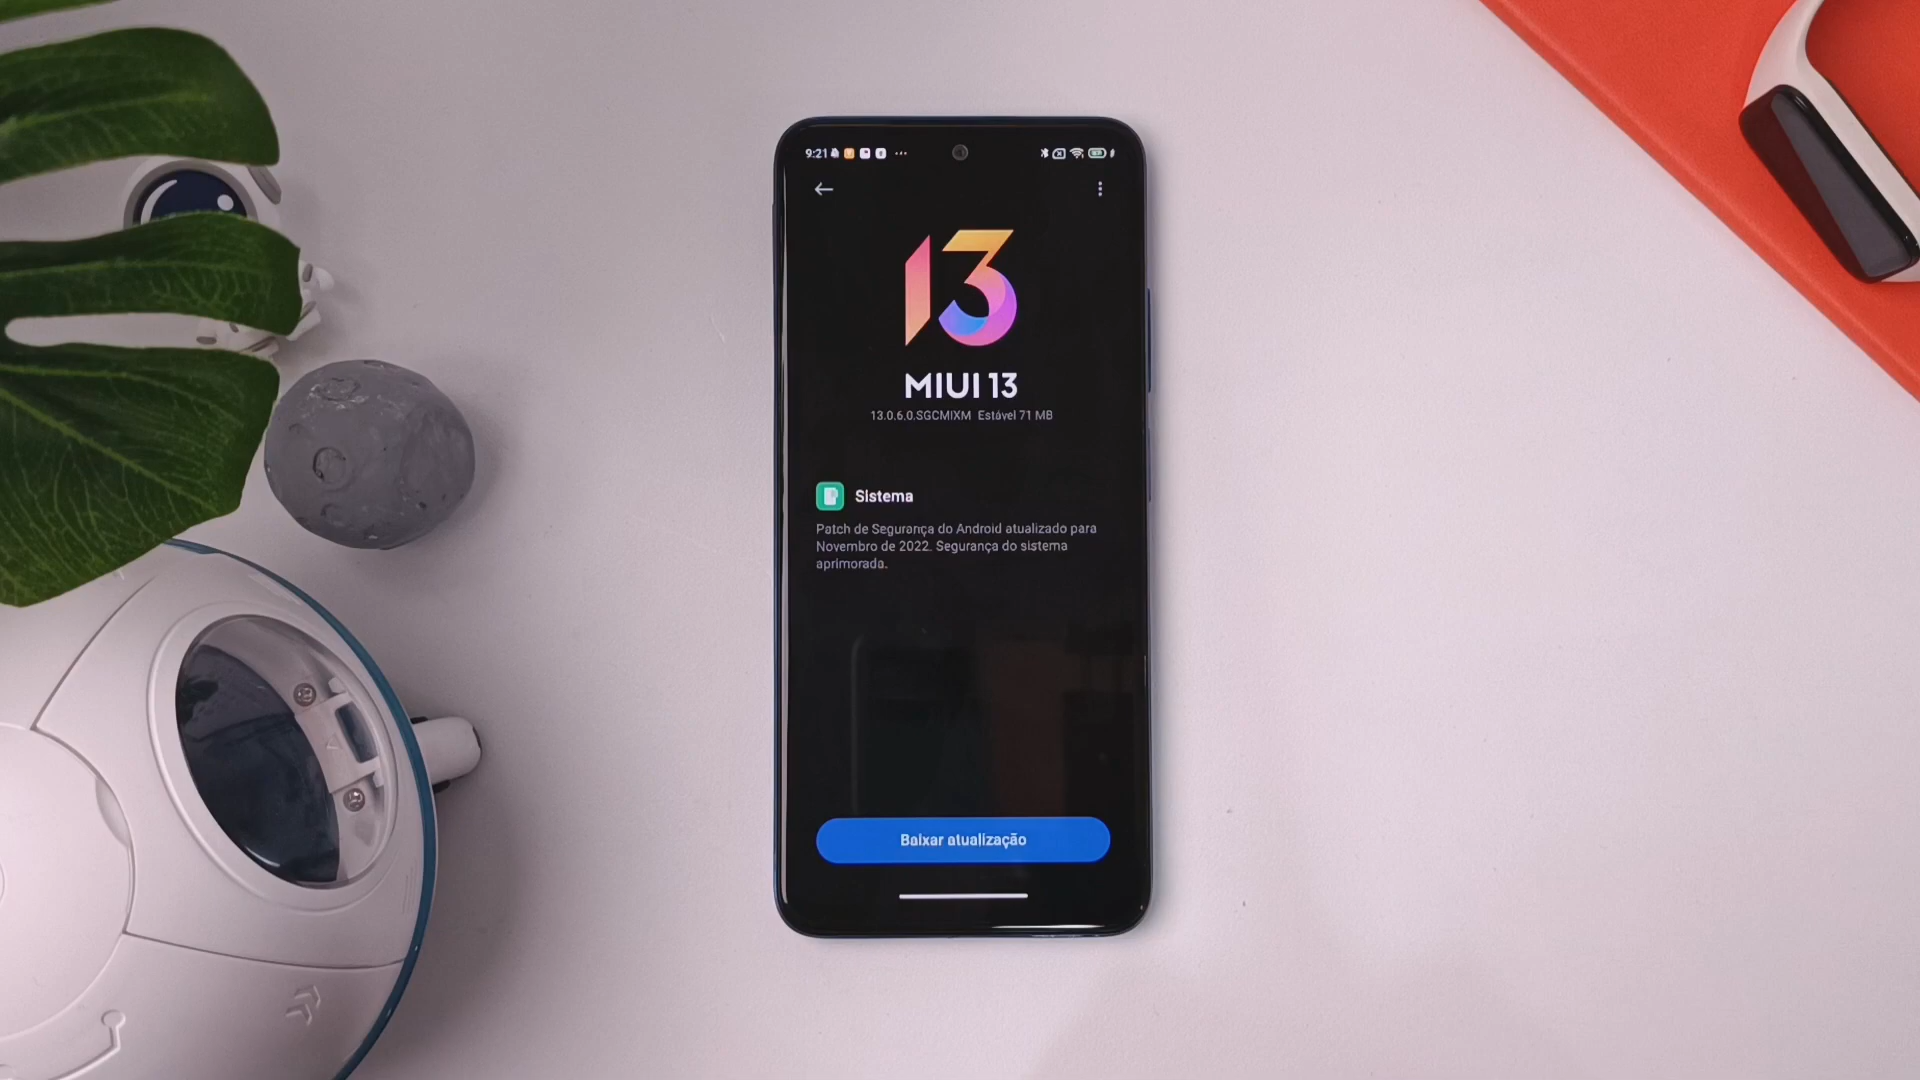 9:21
13
MIUI 13
13.0.6.0.SGCMIXM Estável 71 MB
Sistema
Patch de Segurança do Android atualizado para
Novembro de 2022. Segurança do sistema
aprimorada.
Baixar atualização